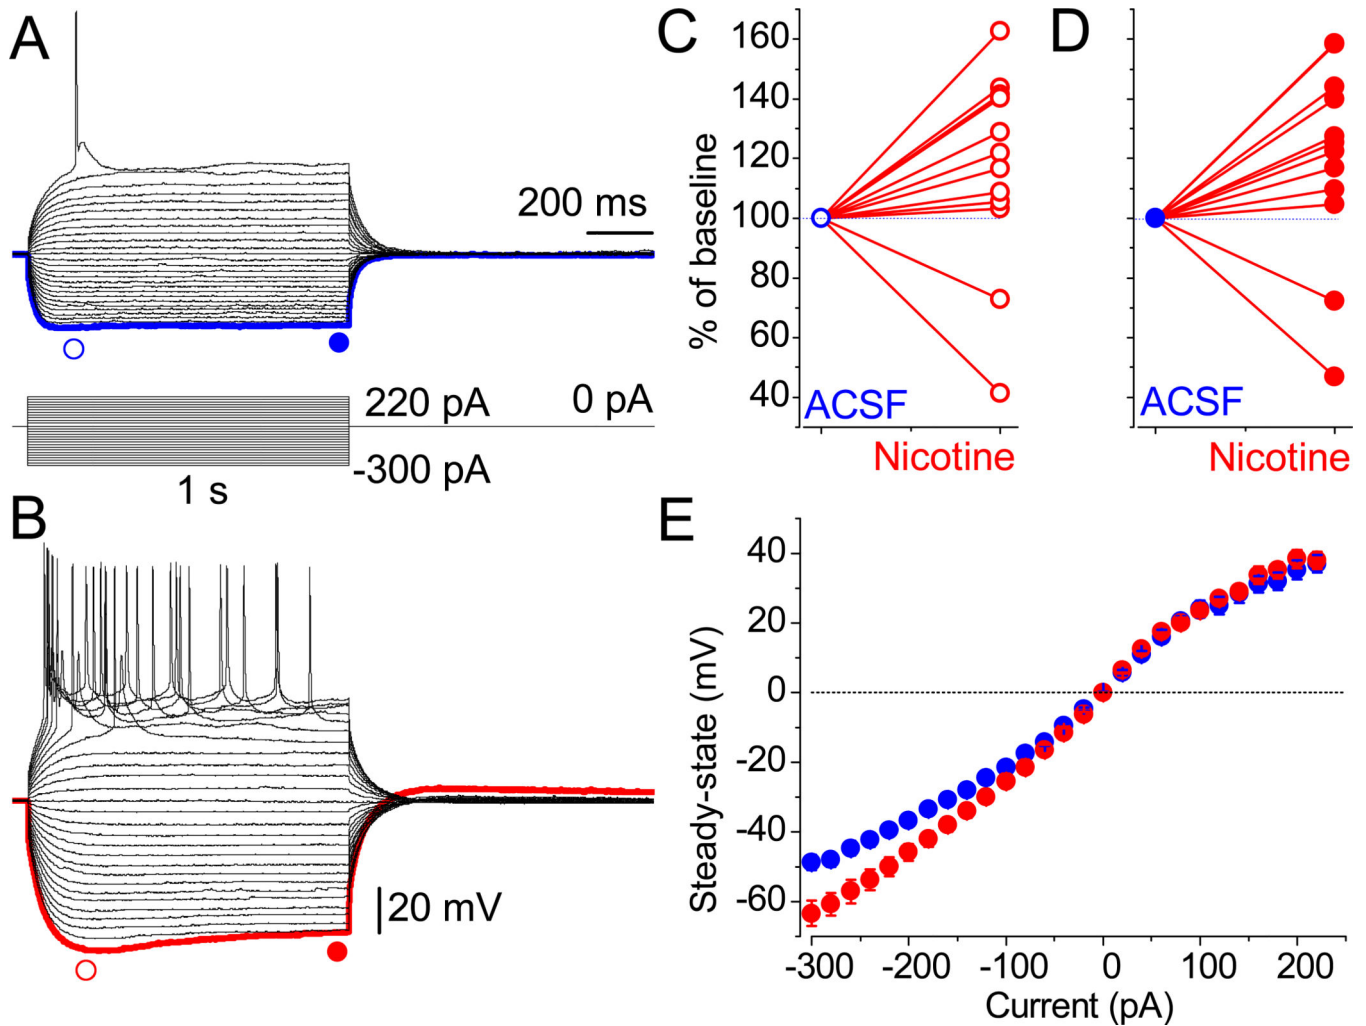 A
200 ms
220 pA
0 pA
-300 pA
1 s
B
20 mV
C
% of baseline
160
140
120
100
80
60
40
ACSF
Nicotine
D
ACSF
Nicotine
E
Steady-state (mV)
40
20
0
-20
-40
-60
-300
-200
-100
0
100
200
Current (pA)